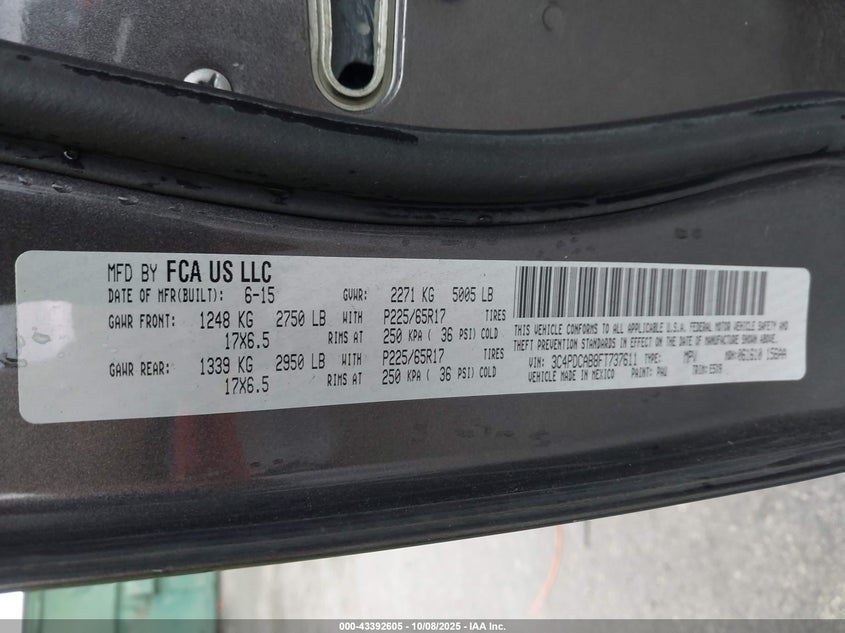 MFD BY FCA US LLC
DATE OF MFR(BUILT): 6-15 GVWR: 2271 KG 5005 LB
GAWR FRONT: 1248 KG 2750 LB WITH P225/65R17 TIRES
17X6.5 RIMS AT 250 KPA ( 36 PSI) COLD
GAWR REAR: 1339 KG 2950 LB WITH P225/65R17 TIRES
17X6.5 RIMS AT 250 KPA ( 36 PSI) COLD
THIS VEHICLE CONFORMS TO ALL APPLICABLE U.S.A. FEDERAL MOTOR VEHICLE SAFETY AND
THEFT PREVENTION STANDARDS IN EFFECT ON THE DATE OF MANUFACTURE SHOWN ABOVE.
VIN: 3C4PDCAB8FT737611 TYPE: MPV MDH: 061610 156AA
VEHICLE MADE IN MEXICO PAINT: PAU TRIM:
000-43392605 - 10/08/2025 - IAA Inc.